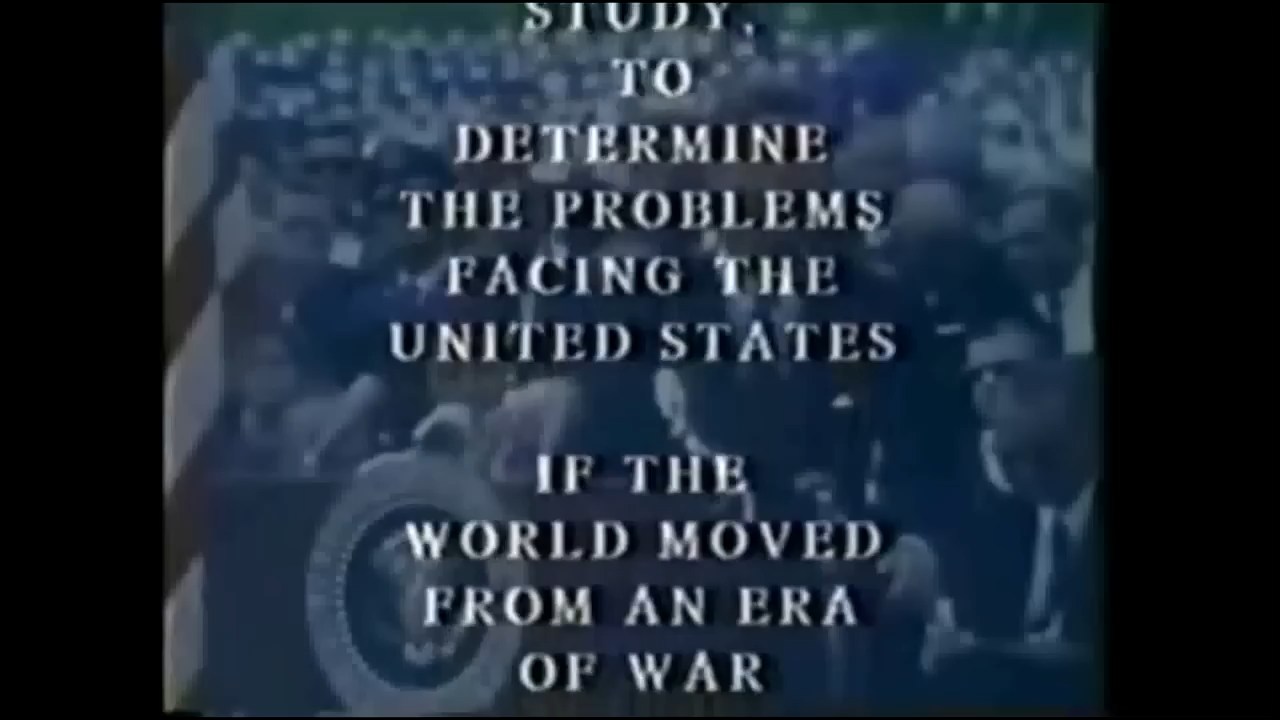 STUDY,
TO
DETERMINE
THE PROBLEMS
FACING THE
UNITED STATES
IF THE
WORLD MOVED
FROM AN ERA
OF WAR